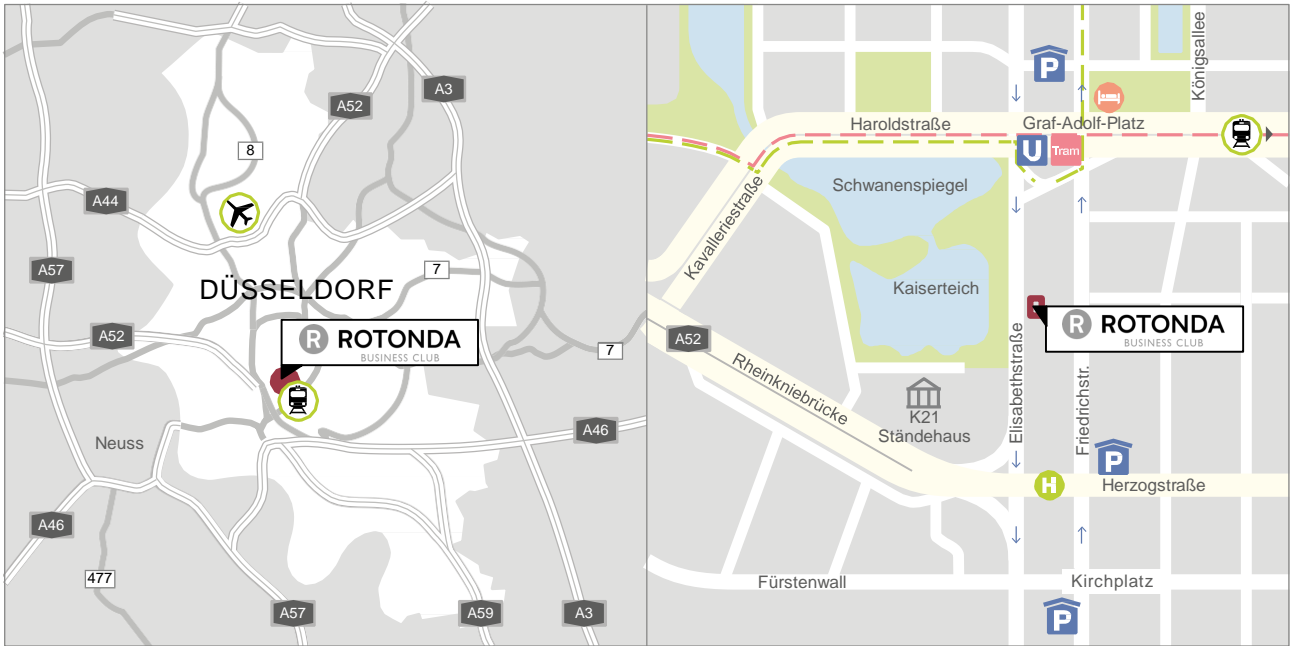 A3
A52
8
A44
A57
7
DÜSSELDORF
R ROTONDA
BUSINESS CLUB
A52
7
Neuss
A46
A46
477
A57
A59
A3
Königsallee
P
Haroldstraße
Graf-Adolf-Platz
U
Tram
Schwanenspiegel
Kavalleriestraße
Kaiserteich
R ROTONDA
BUSINESS CLUB
A52
Rheinkniebrücke
Elisabethstraße
Friedrichstr.
K21
Ständehaus
P
H
Herzogstraße
Fürstenwall
Kirchplatz
P